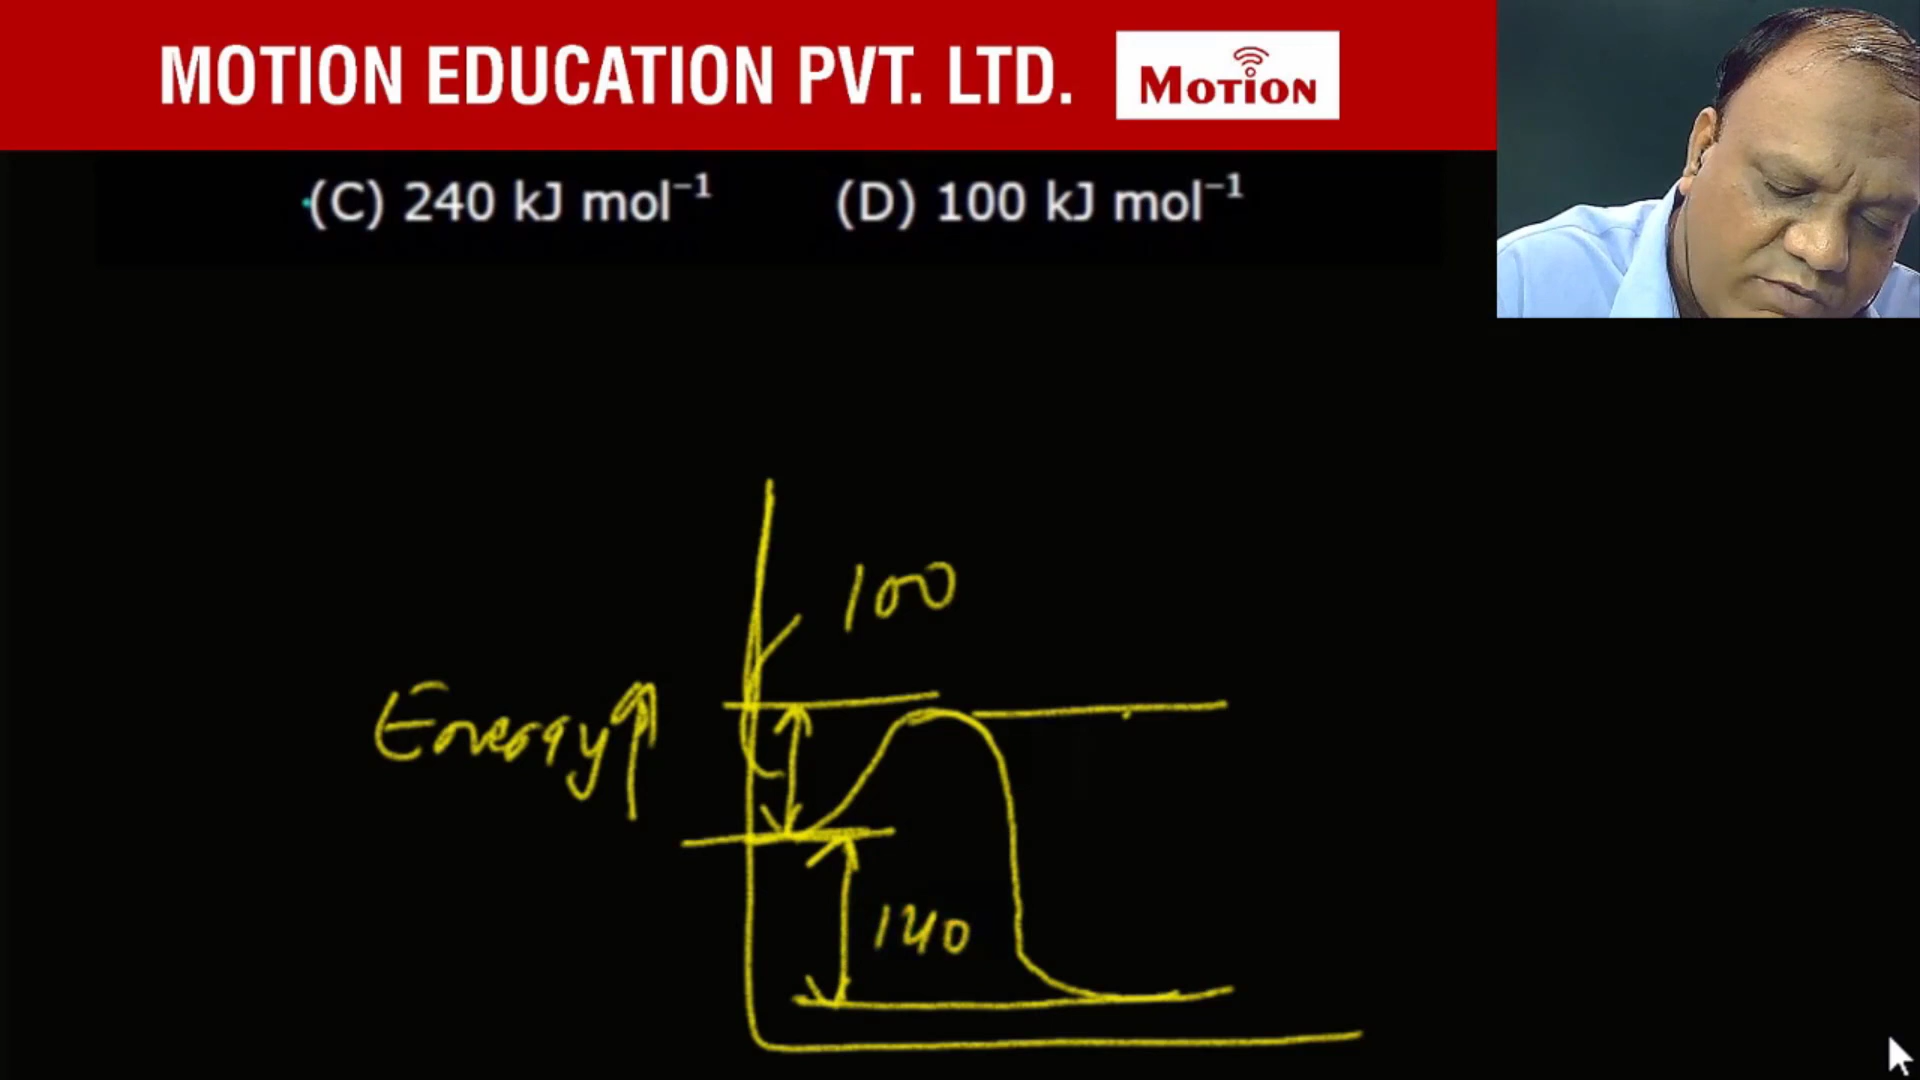 MOTION EDUCATION PVT. LTD. MOTION
(C) 240 kJ mol⁻¹ (D) 100 kJ mol⁻¹
100
Energy
140